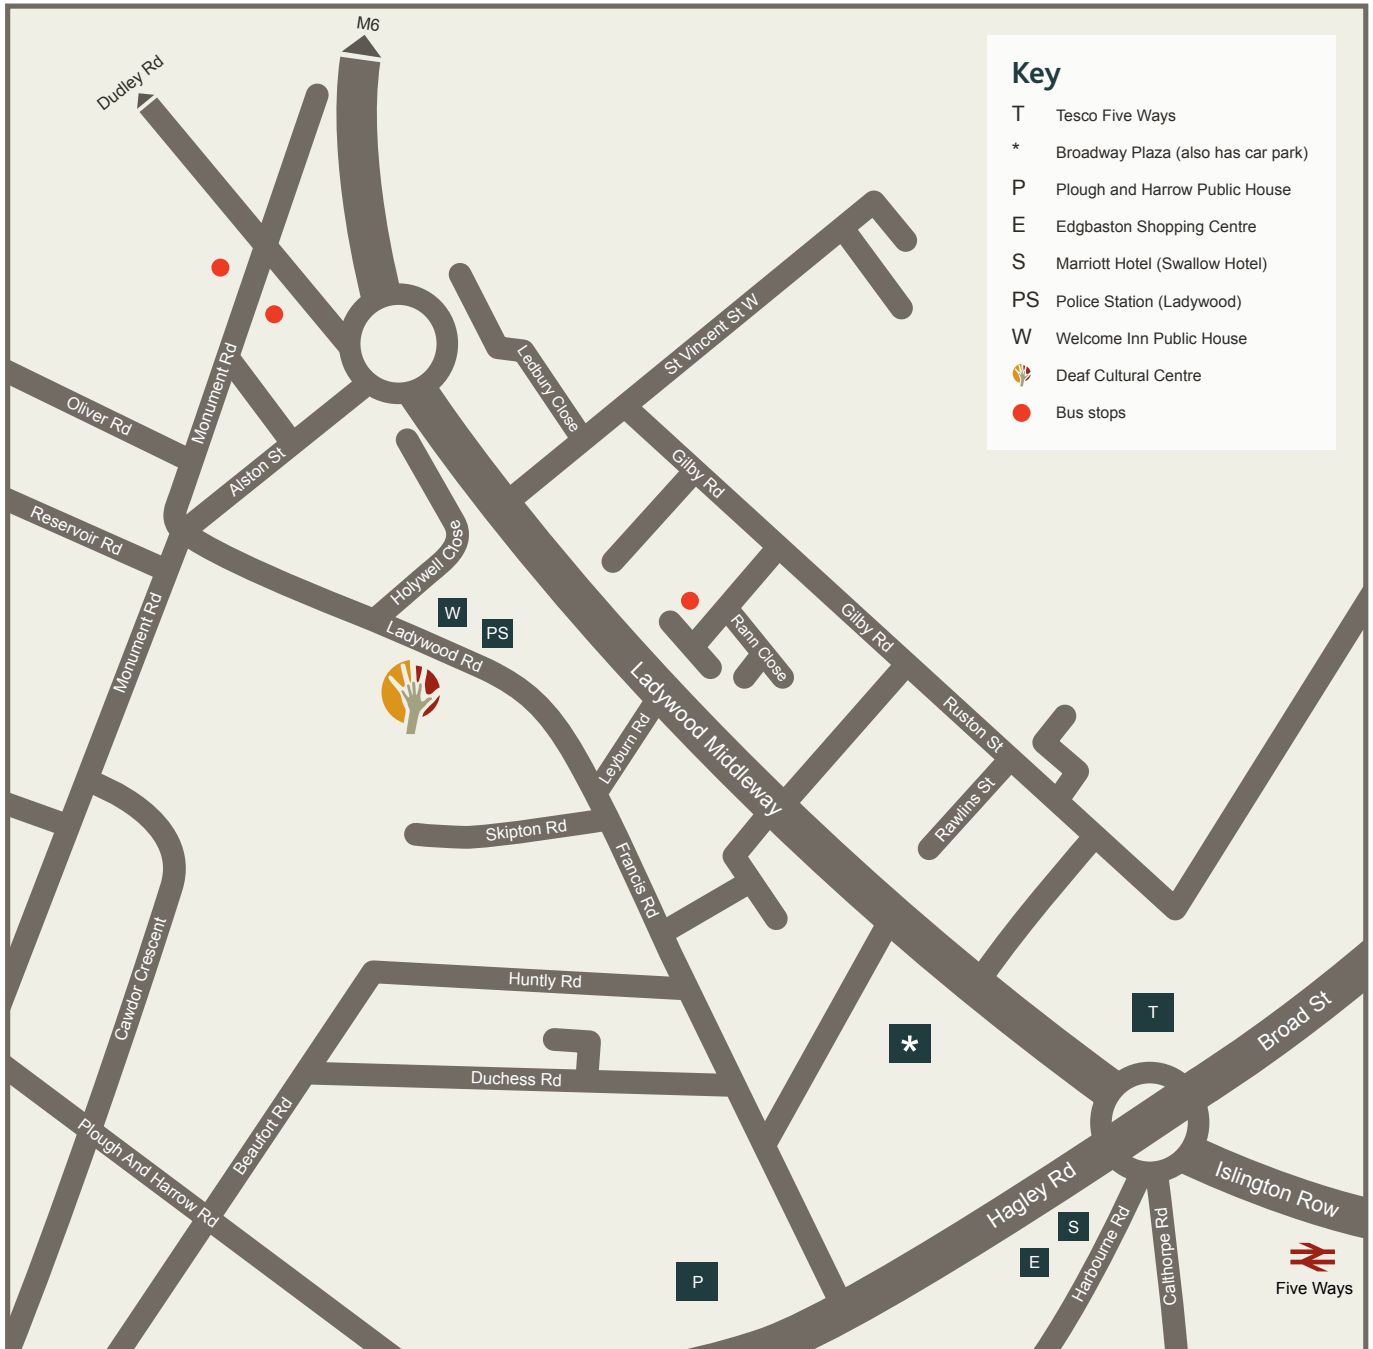 M6
Dudley Rd
Key
T Tesco Five Ways
* Broadway Plaza (also has car park)
P Plough and Harrow Public House
E Edgbaston Shopping Centre
S Marriott Hotel (Swallow Hotel)
PS Police Station (Ladywood)
W Welcome Inn Public House
Deaf Cultural Centre
Bus stops
St Vincent St W
Ledbury Close
Monument Rd
Oliver Rd
Alston St
Gilby Rd
Reservoir Rd
Holywell Close
W
PS
Ladywood Rd
Monument Rd
Rann Close
Gilby Rd
Ladywood Middleway
Leyburn Rd
Ruston St
Rawlins St
Skipton Rd
Francis Rd
Cawdor Crescent
Huntly Rd
Duchess Rd
T
*
Broad St
Beaufort Rd
Plough And Harrow Rd
Hagley Rd
Islington Row
S
E
P
Harbourne Rd
Calthorpe Rd
Five Ways